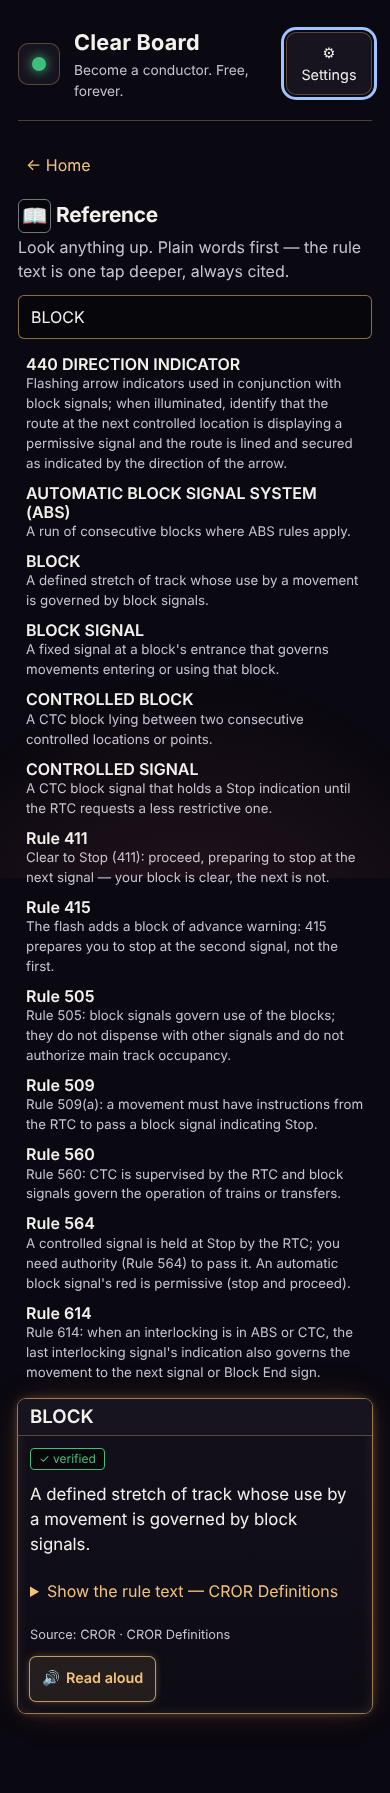 Clear Board
Become a conductor. Free,
forever.
⚙
Settings
← Home
📖 Reference
Look anything up. Plain words first — the rule
text is one tap deeper, always cited.
BLOCK
440 DIRECTION INDICATOR
Flashing arrow indicators used in conjunction with
block signals; when illuminated, identify that the
route at the next controlled location is displaying a
permissive signal and the route is lined and secured
as indicated by the direction of the arrow.
AUTOMATIC BLOCK SIGNAL SYSTEM
(ABS)
A run of consecutive blocks where ABS rules apply.
BLOCK
A defined stretch of track whose use by a movement
is governed by block signals.
BLOCK SIGNAL
A fixed signal at a block's entrance that governs
movements entering or using that block.
CONTROLLED BLOCK
A CTC block lying between two consecutive
controlled locations or points.
CONTROLLED SIGNAL
A CTC block signal that holds a Stop indication until
the RTC requests a less restrictive one.
Rule 411
Clear to Stop (411): proceed, preparing to stop at the
next signal — your block is clear, the next is not.
Rule 415
The flash adds a block of advance warning: 415
prepares you to stop at the second signal, not the
first.
Rule 505
Rule 505: block signals govern use of the blocks;
they do not dispense with other signals and do not
authorize main track occupancy.
Rule 509
Rule 509(a): a movement must have instructions from
the RTC to pass a block signal indicating Stop.
Rule 560
Rule 560: CTC is supervised by the RTC and block
signals govern the operation of trains or transfers.
Rule 564
A controlled signal is held at Stop by the RTC; you
need authority (Rule 564) to pass it. An automatic
block signal's red is permissive (stop and proceed).
Rule 614
Rule 614: when an interlocking is in ABS or CTC, the
last interlocking signal's indication also governs the
movement to the next signal or Block End sign.
BLOCK
✓ verified
A defined stretch of track whose use by
a movement is governed by block
signals.
▶ Show the rule text — CROR Definitions
Source: CROR · CROR Definitions
🔊 Read aloud